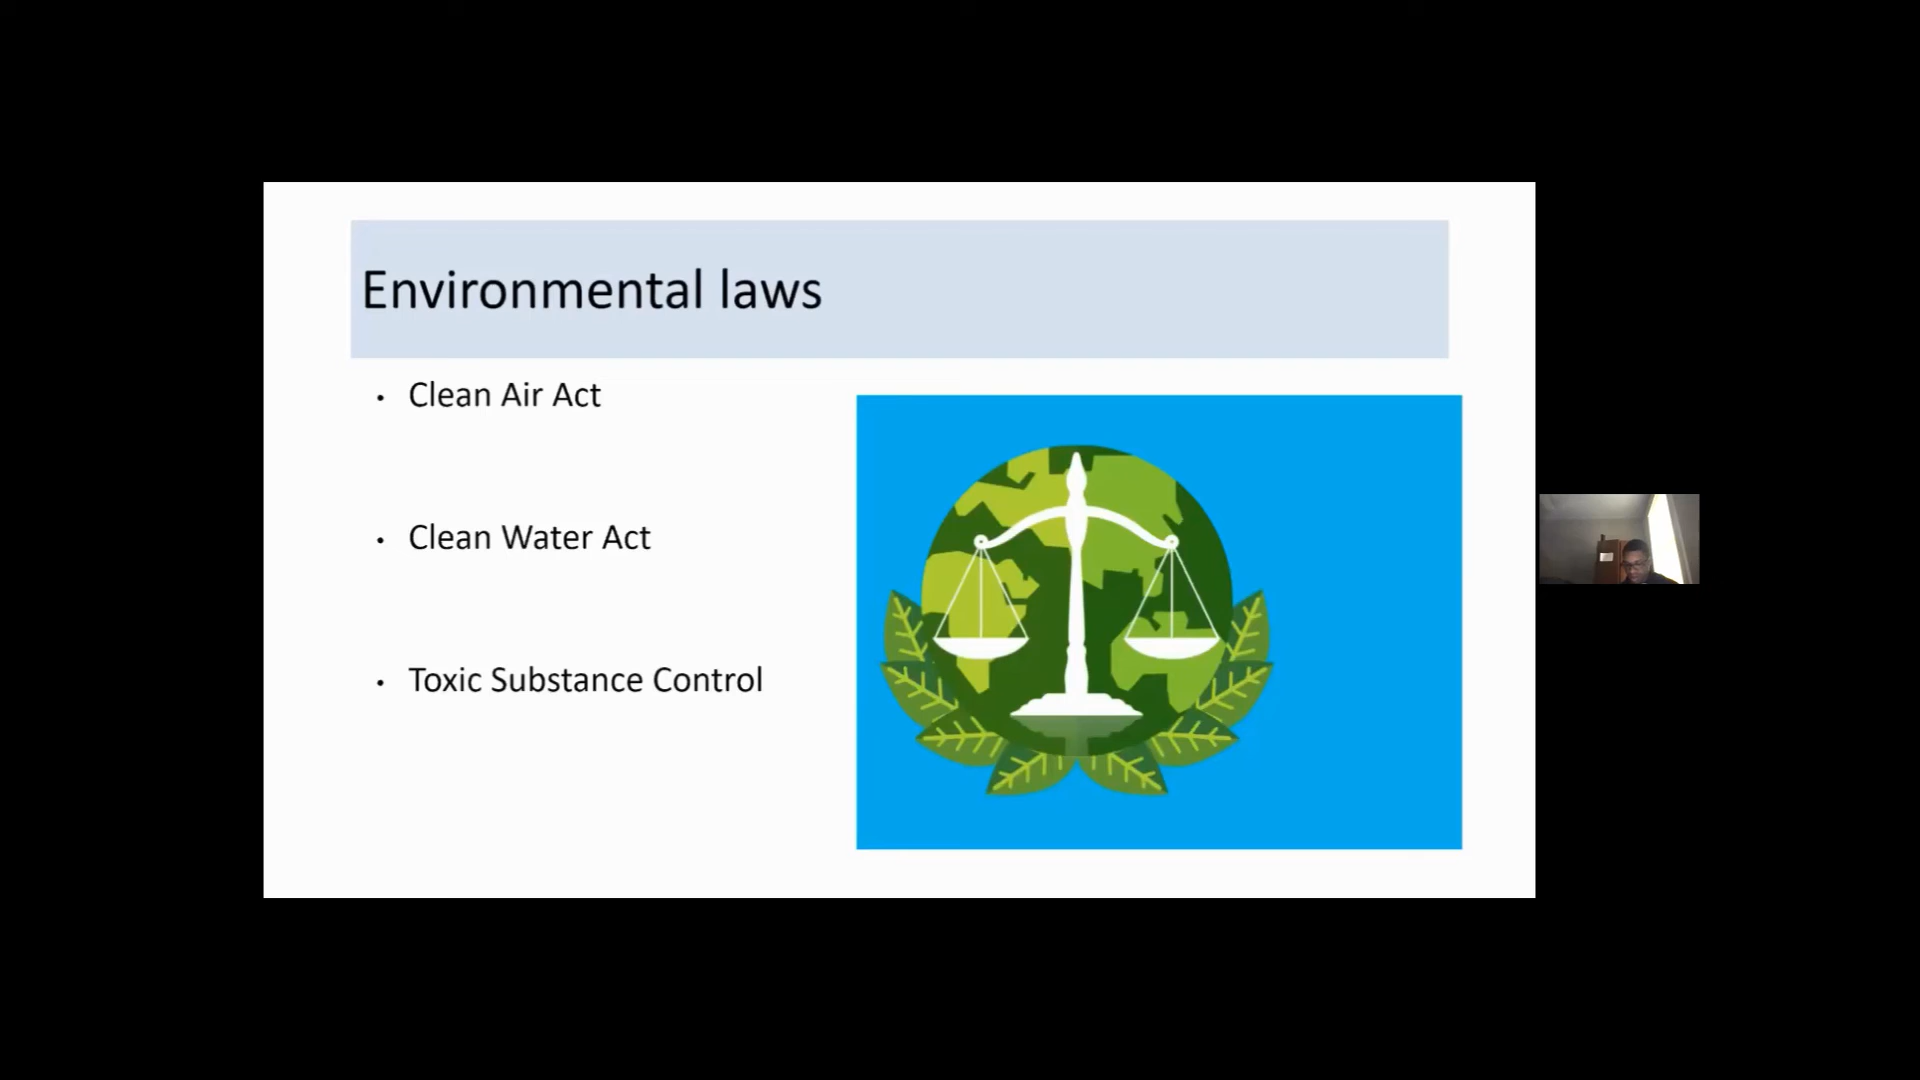 Environmental laws
• Clean Air Act
• Clean Water Act
• Toxic Substance Control